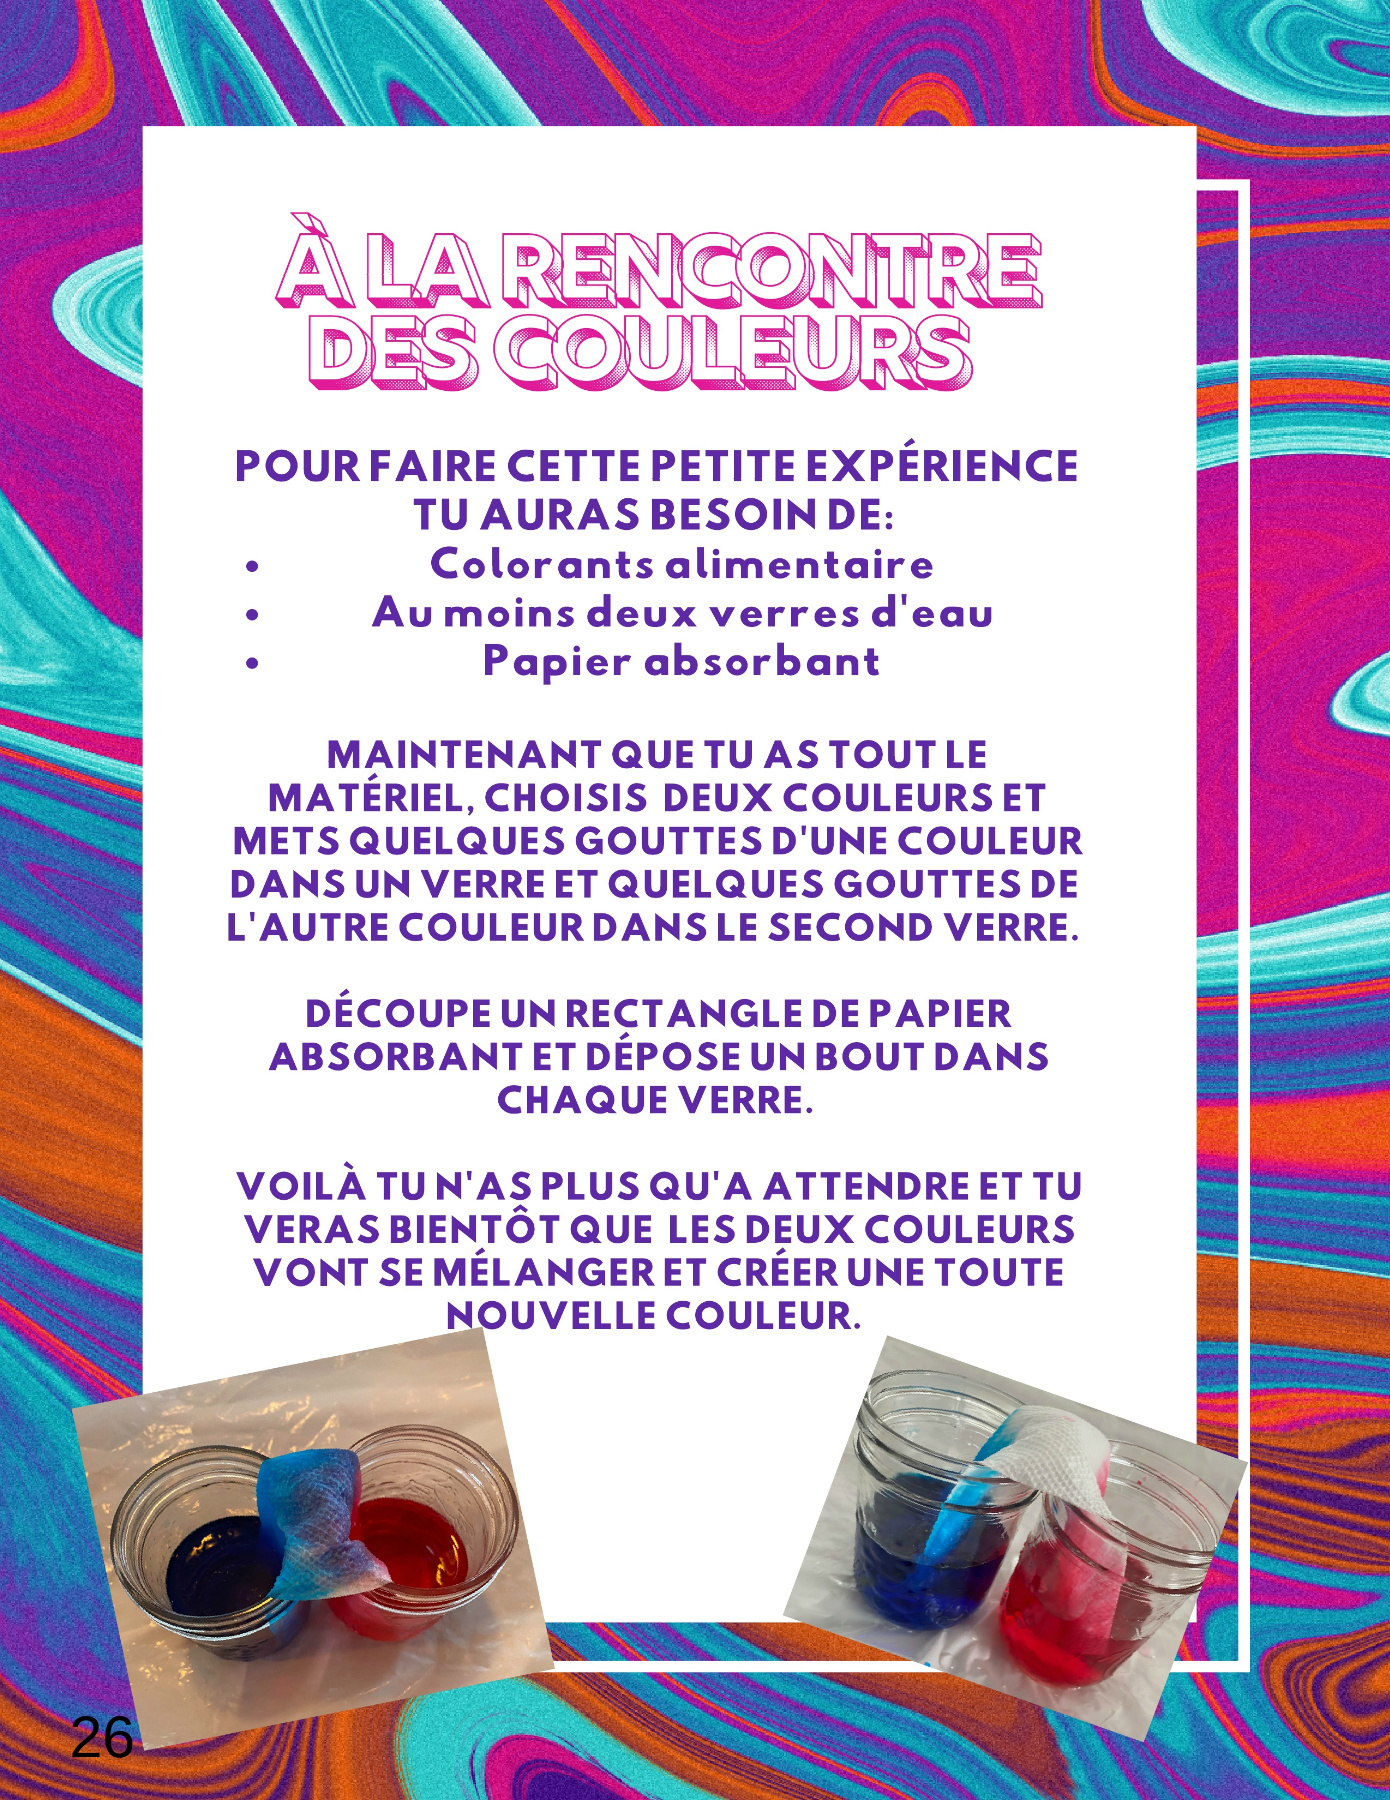 À LA RENCONTRE
DES COULEURS
POUR FAIRE CETTE PETITE EXPÉRIENCE
TU AURAS BESOIN DE:
• Colorants alimentaire
• Au moins deux verres d'eau
• Papier absorbant
MAINTENANT QUE TU AS TOUT LE
MATÉRIEL, CHOISIS DEUX COULEURS ET
METS QUELQUES GOUTTES D'UNE COULEUR
DANS UN VERRE ET QUELQUES GOUTTES DE
L'AUTRE COULEUR DANS LE SECOND VERRE.
DÉCOUPE UN RECTANGLE DE PAPIER
ABSORBANT ET DÉPOSE UN BOUT DANS
CHAQUE VERRE.
VOILÀ TU N'AS PLUS QU'A ATTENDRE ET TU
VERAS BIENTÔT QUE LES DEUX COULEURS
VONT SE MÉLANGER ET CRÉER UNE TOUTE
NOUVELLE COULEUR.
26